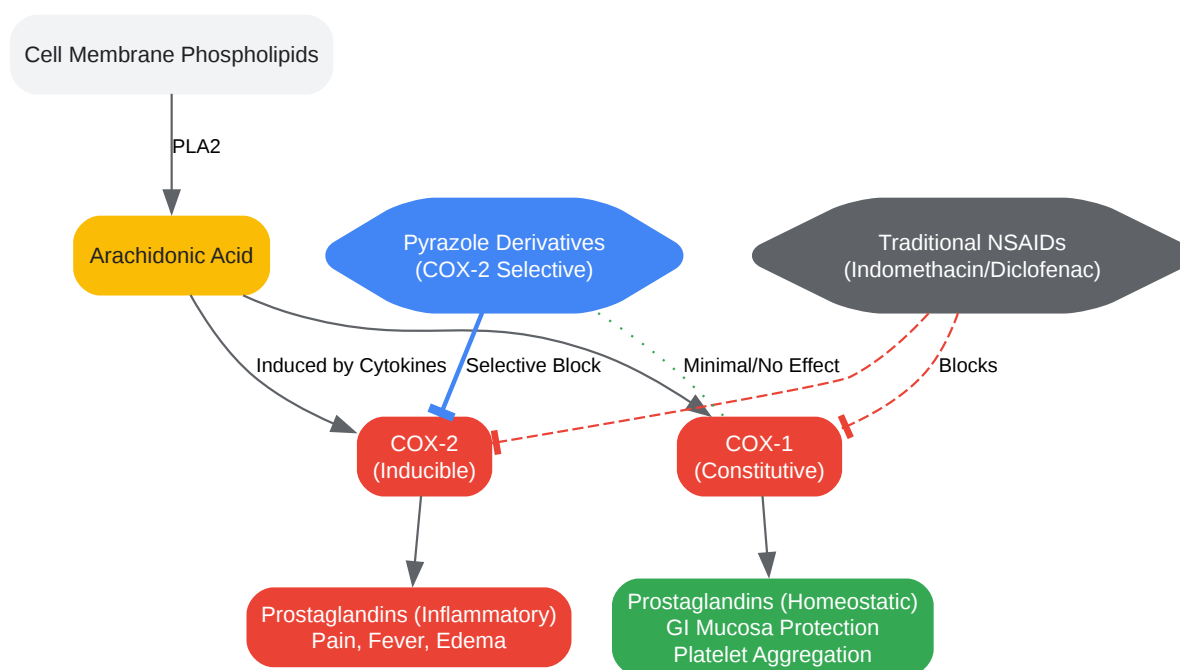 Cell Membrane Phospholipids
PLA2
Arachidonic Acid
Pyrazole Derivatives
(COX-2 Selective)
Traditional NSAIDs
(Indomethacin/Diclofenac)
Induced by Cytokines
Selective Block
Minimal/No Effect
Blocks
COX-2
(Inducible)
COX-1
(Constitutive)
Prostaglandins (Inflammatory)
Pain, Fever, Edema
Prostaglandins (Homeostatic)
GI Mucosa Protection
Platelet Aggregation